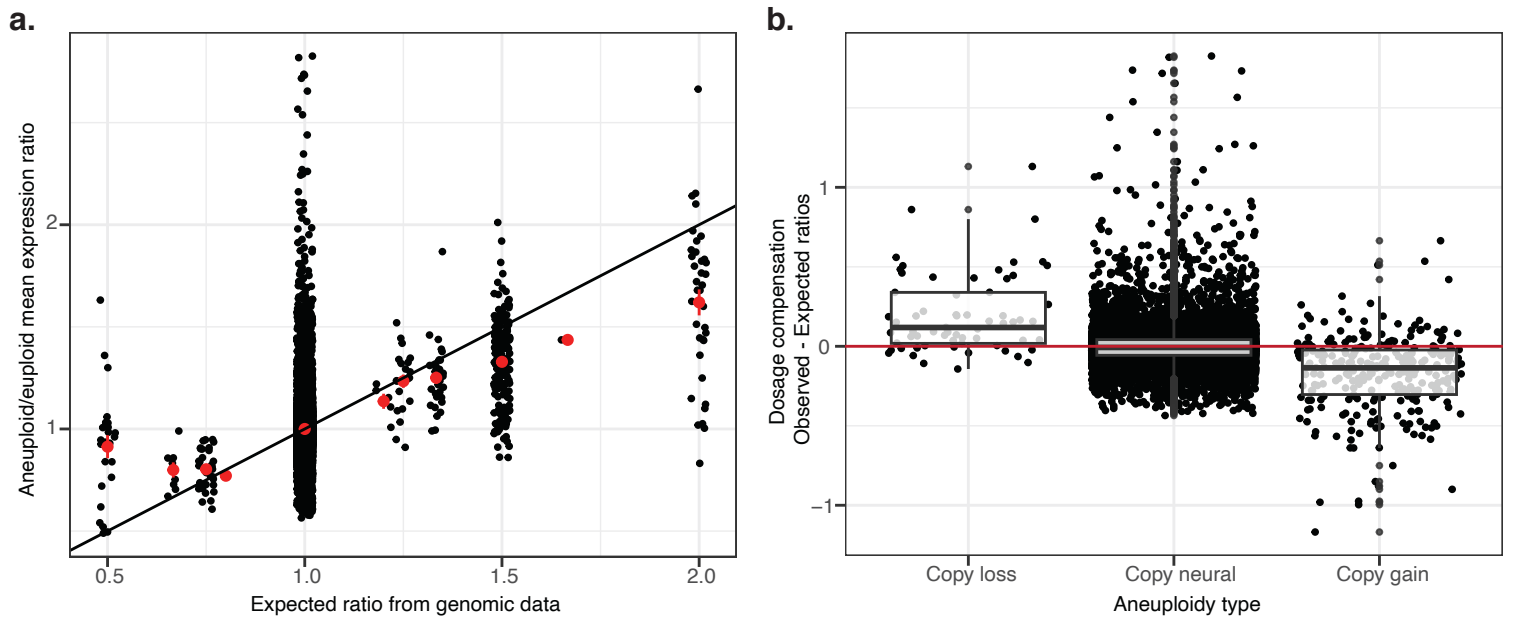 a.
Aneuploid/euploid mean expression ratio
2
1
0.5
1.0
1.5
2.0
Expected ratio from genomic data
b.
Dosage compensation
Observed - Expected ratios
1
0
−1
Copy loss
Copy neural
Copy gain
Aneuploidy type